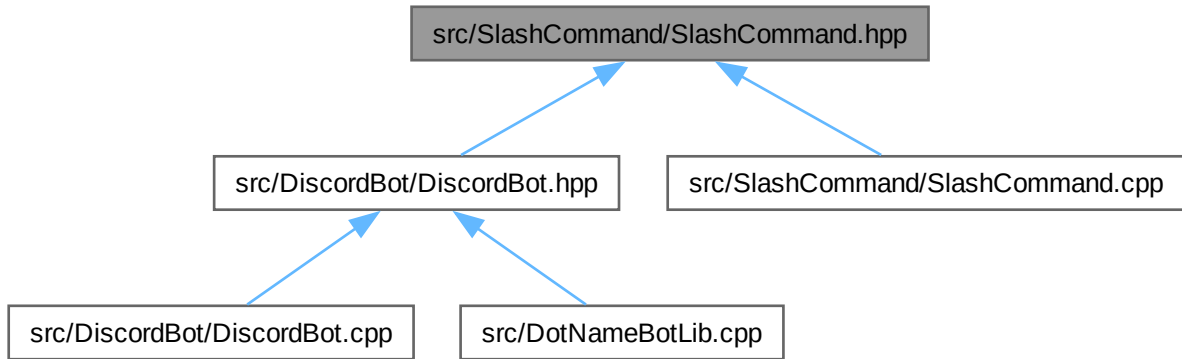 src/SlashCommand/SlashCommand.hpp
src/DiscordBot/DiscordBot.hpp
src/SlashCommand/SlashCommand.cpp
src/DiscordBot/DiscordBot.cpp
src/DotNameBotLib.cpp